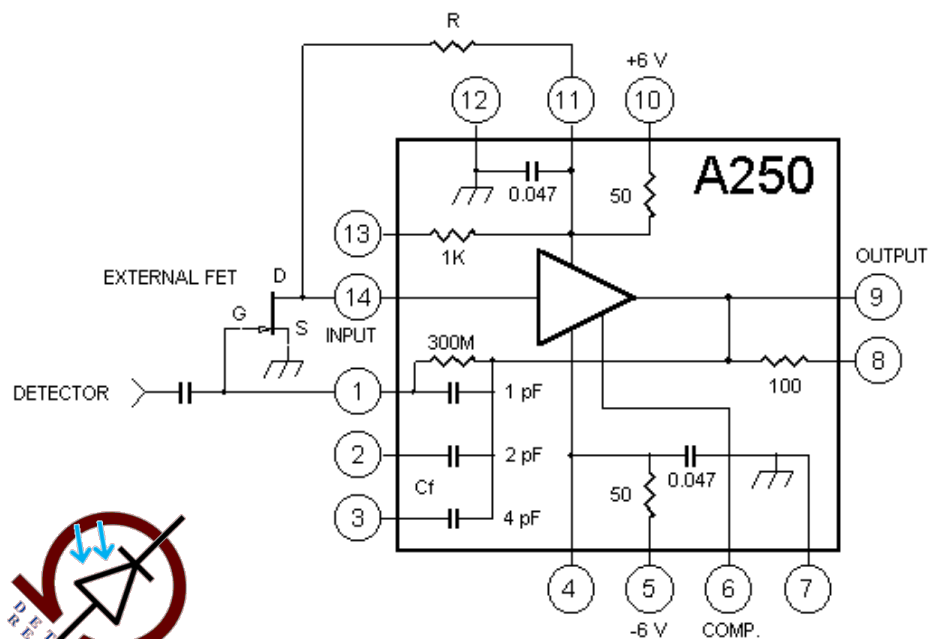 R
+6 V
12
11
10
A250
0.047
50
13
1K
OUTPUT
EXTERNAL FET
D
14
9
G
S
INPUT
300M
8
DETECTOR
1
1 pF
100
2
2 pF
0.047
Cf
50
3
4 pF
4
5
6
7
-6 V
COMP.